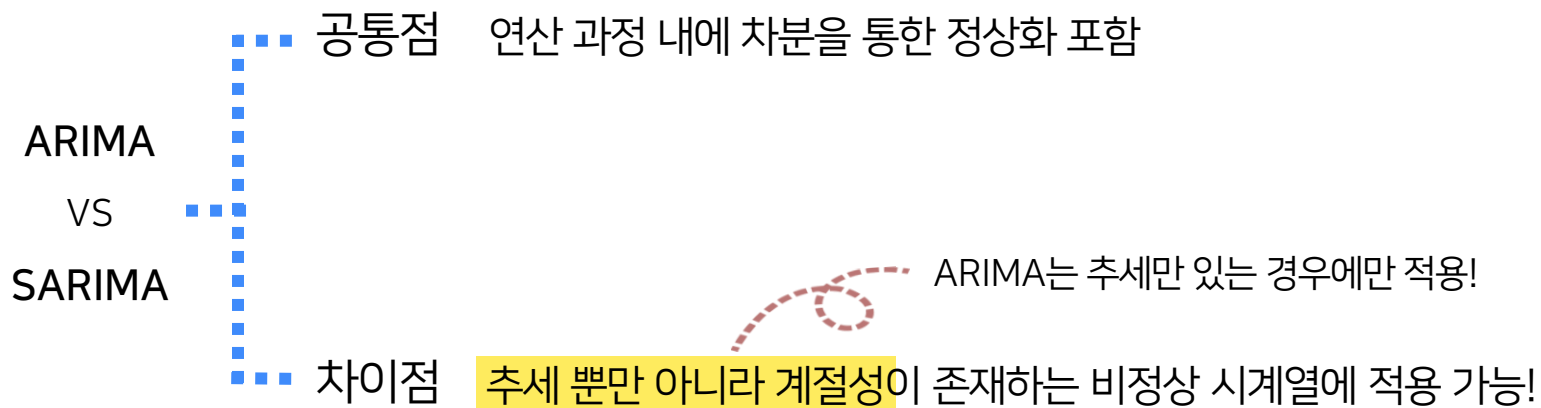 ARIMA
VS
SARIMA
공통점 연산 과정 내에 차분을 통한 정상화 포함
ARIMA는 추세만 있는 경우에만 적용!
차이점 추세 뿐만 아니라 계절성이 존재하는 비정상 시계열에 적용 가능!